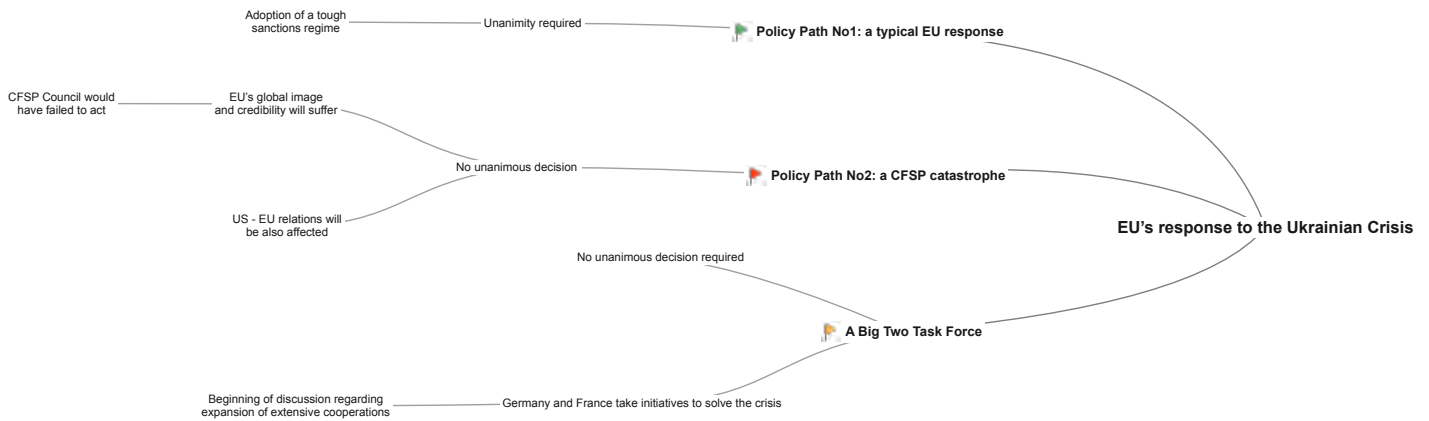 Adoption of a tough
sanctions regime
Unanimity required
Policy Path No1: a typical EU response
CFSP Council would
have failed to act
EU’s global image
and credibility will suffer
No unanimous decision
Policy Path No2: a CFSP catastrophe
US - EU relations will
be also affected
EU’s response to the Ukrainian Crisis
No unanimous decision required
A Big Two Task Force
Beginning of discussion regarding
expansion of extensive cooperations
Germany and France take initiatives to solve the crisis